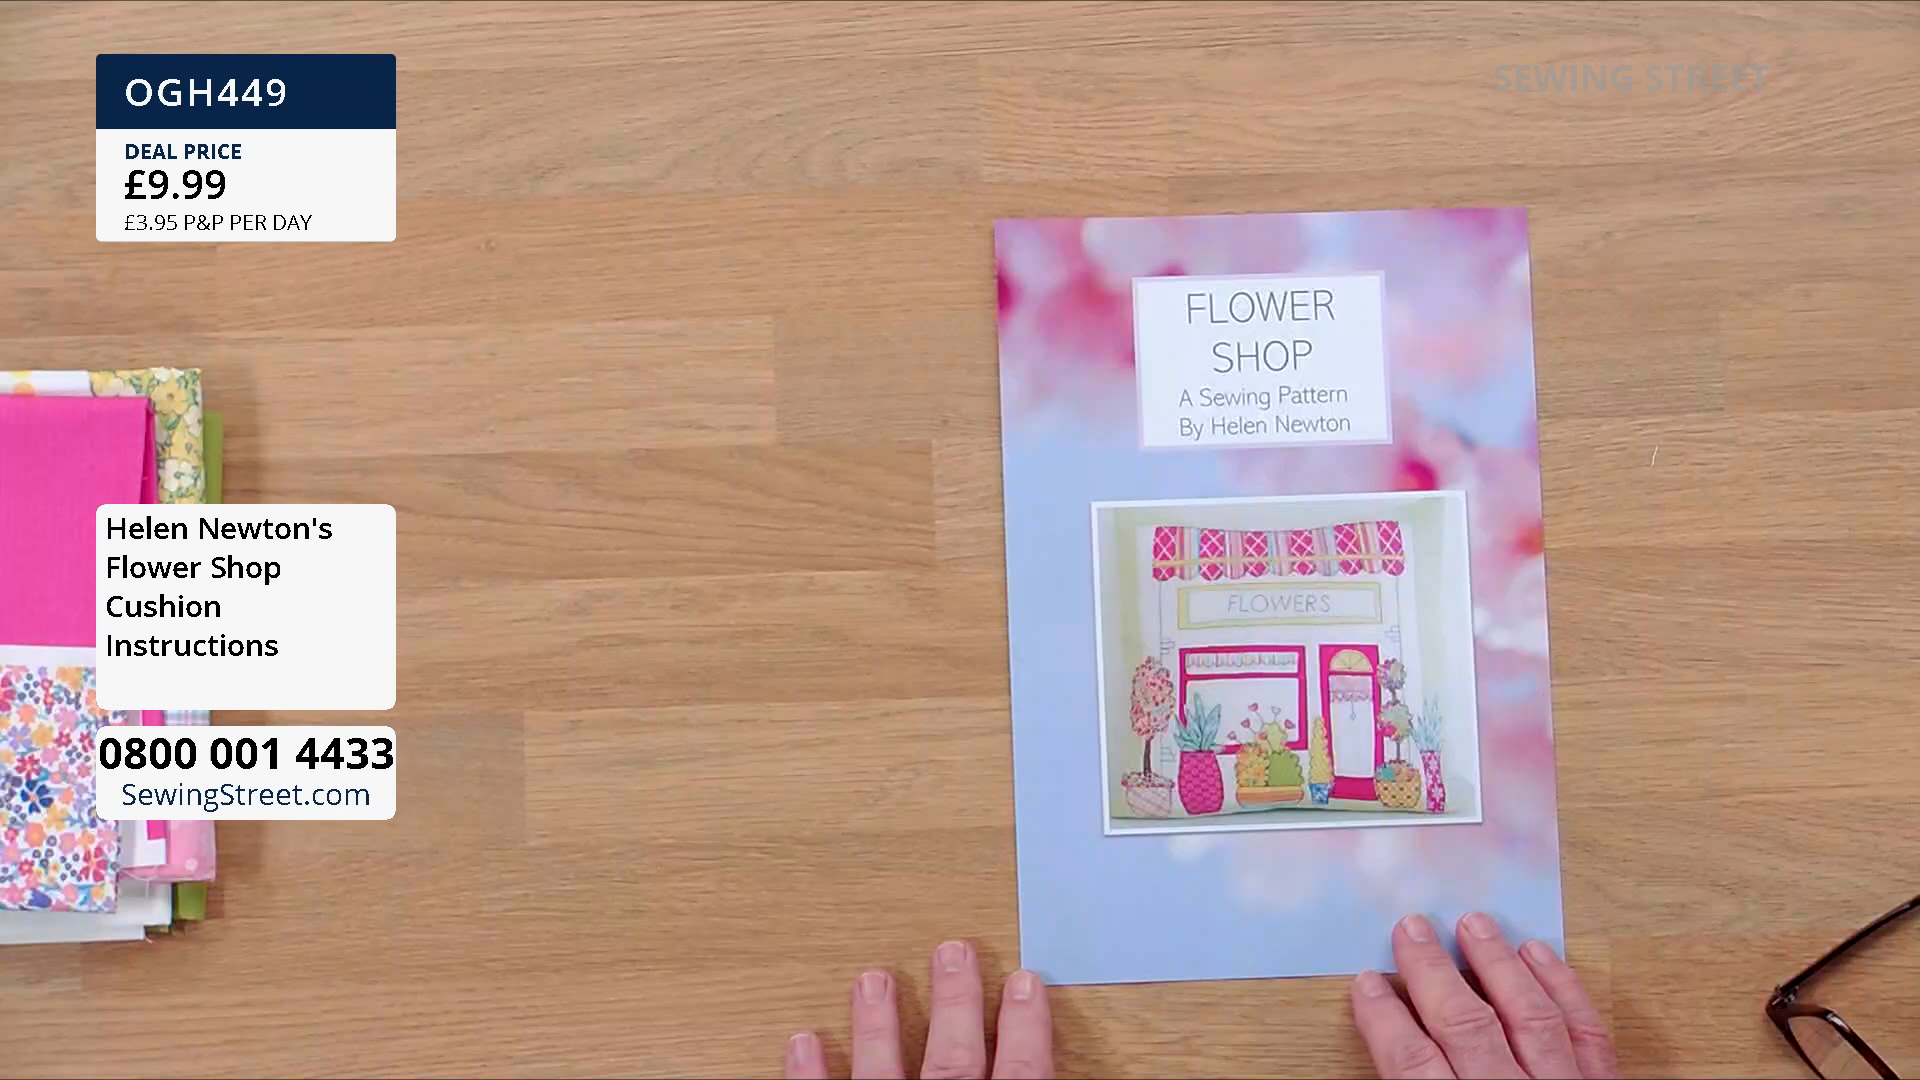 OGH449
DEAL PRICE
£9.99
£3.95 P&P PER DAY
SEWING STREET
FLOWER
SHOP
A Sewing Pattern
By Helen Newton
FLOWERS
Helen Newton's
Flower Shop
Cushion
Instructions
0800 001 4433
SewingStreet.com